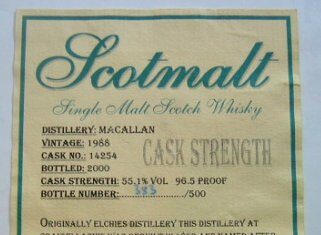 Scotmalt
Single Malt Scotch Whisky
DISTILLERY: MACALLAN
VINTAGE: 1988
CASK NO.: 14254
CASK STRENGTH
BOTTLED: 2000
CASK STRENGTH: 55.1% VOL 96.5 PROOF
BOTTLE NUMBER:.......383......./500
ORIGINALLY ELCHIES DISTILLERY THIS DISTILLERY AT